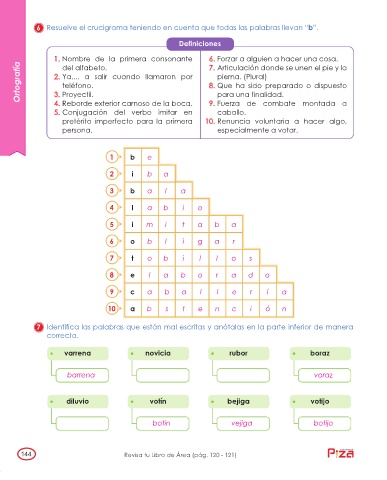 6 Resuelve el crucigrama teniendo en cuenta que todas las palabras llevan "b".
Definiciones
1. Nombre de la primera consonante del alfabeto.
2. Ya.... a salir cuando llamaron por teléfono.
3. Proyectil.
4. Reborde exterior carnoso de la boca.
5. Conjugación del verbo imitar en pretérito imperfecto para la primera persona.
6. Forzar a alguien a hacer una cosa.
7. Articulación donde se unen el pie y la pierna. (Plural)
8. Que ha sido preparado o dispuesto para una finalidad.
9. Fuerza de combate montada a caballo.
10. Renuncia voluntaria a hacer algo, especialmente a votar.
Ortografía
1 b e
2 i b a
3 b a l a
4 l a b i o
5 i m i t a b a
6 o b l i g a r
7 t o b i l l o s
8 e l a b o r a d a
9 c a b a l l e r í a
10 a b s t e n c i ó n
7 Identifica las palabras que están mal escritas y anótalas en la parte inferior de manera correcta.
varrena novicia rubor boraz
barrena voraz
diluvio votín bejiga votijo
botín vejiga botijo
144 Revisa tu Libro de Área (pág. 120 - 121) Piza